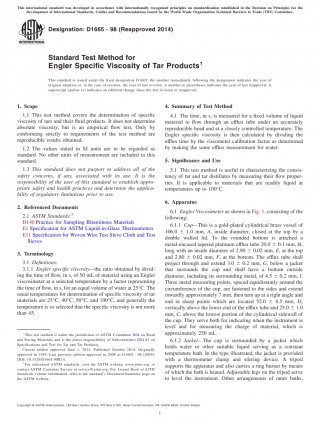 This international standard was developed in accordance with internationally recognized principles on standardization established in the Decision on Principles for the
Development of International Standards, Guides and Recommendations issued by the World Trade Organization Technical Barriers to Trade (TBT) Committee.
Designation: D1665 − 98 (Reapproved 2014)
INTERNATIONAL
Standard Test Method for
Engler Specific Viscosity of Tar Products¹
This standard is issued under the fixed designation D1665; the number immediately following the designation indicates the year of
original adoption or, in the case of revision, the year of last revision. A number in parentheses indicates the year of last reapproval. A
superscript epsilon (ε) indicates an editorial change since the last revision or reapproval.
1. Scope
1.1 This test method covers the determination of specific
viscosity of tars and their fluid products. It does not determine
absolute viscosity, but is an empirical flow test. Only by
conforming strictly to requirements of the test method are
reproducible results obtained.
1.2 The values stated in SI units are to be regarded as
standard. No other units of measurement are included in this
standard.
1.3 This standard does not purport to address all of the
safety concerns, if any, associated with its use. It is the
responsibility of the user of this standard to establish appro-
priate safety and health practices and determine the applica-
bility of regulatory limitations prior to use.
2. Referenced Documents
2.1 ASTM Standards:²
D140 Practice for Sampling Bituminous Materials
E1 Specification for ASTM Liquid-in-Glass Thermometers
E11 Specification for Woven Wire Test Sieve Cloth and Test
Sieves
3. Terminology
3.1 Definitions:
3.1.1 Engler specific viscosity—the ratio obtained by divid-
ing the time of flow, in s, of 50 mL of material using an Engler
viscosimeter at a selected temperature by a factor representing
the time of flow, in s, for an equal volume of water at 25°C. The
usual temperatures for determination of specific viscosity of tar
materials are 25°C, 40°C, 50°C, and 100°C, and generally the
temperature is so selected that the specific viscosity is not more
than 45.
¹ This test method is under the jurisdiction of ASTM Committee D04 on Road
and Paving Materials and is the direct responsibility of Subcommittee
Specifications and Test for Tar and Tar Products.
Current edition approved June 1, 2014. Published October 2014. Originally
approved in 1959. Last previous edition approved in 2009 as D1665 – 98 (2009).
DOI: 10.1520/D1665-98R14.
² For referenced ASTM standards, visit the ASTM website, www.astm.org, or
contact ASTM Customer Service at service@astm.org. For Annual Book of ASTM
Standards volume information, refer to the standard's Document Summary page on
the ASTM website.
4. Summary of Test Method
4.1 The time, in s, is measured for a fixed volume of
material to flow through an efflux tube under an accurately
reproducible head and at a closely controlled temperature. The
Engler specific viscosity is then calculated by dividing the
efflux time by the viscosimeter calibration factor as determined
by making the same efflux measurement for water.
5. Significance and Use
5.1 This test method is useful in characterizing the consis-
tency of tar and tar distillates by measuring their flow proper-
ties. It is applicable to materials that are readily liquid at
temperatures up to 100°C.
6. Apparatus
6.1 Engler Viscometer as shown in Fig. 1, consisting of the
following:
6.1.1 Cup—This is a gold-plated cylindrical brass vessel of
106.0 ± 1.0 mm, A, inside diameter, closed at the top by a
double walled lid. To the rounded bottom is attached a
metal-encased tapered platinum efflux tube 20.0 ± 0.1 mm, H,
long with an inside diameter of 2.90 ± 0.02 mm, E, at the top
and 2.80 ± 0.02 mm, F, at the bottom. The efflux tube shall
project through and extend 3.0 ± 0.2 mm, G, below a jacket
that surrounds the cup and shall have a bottom outside
diameter, including its surrounding metal, of 4.5 ± 0.2 mm, I.
Three metal measuring points, spaced equidistantly around the
circumference of the cup, are fastened to the sides and extend
inwardly approximately 7 mm, then turn up at a right angle and
end in sharp points which are located 52.0 ± 0.5 mm, D,
vertically above the lower end of the efflux tube and 25.0 ± 1.0
mm, C, above the lowest portion of the cylindrical sidewall of
the cup. They serve both for indicating when the instrument is
level and for measuring the charge of material, which is
approximately 250 mL.
6.1.2 Jacket—The cup is surrounded by a jacket which
holds water or other suitable liquid serving as a constant
temperature bath. In the type illustrated, the jacket is provided
with a thermometer clamp and stirring device. A tripod
supports the apparatus and also carries a ring burner by means
of which the bath is heated. Adjustable legs on the tripod serve
to level the instrument. Other arrangements of outer baths,
Copyright © ASTM International, 100 Barr Harbor Drive, PO Box C700, West Conshohocken, PA 19428-2959. United States
1